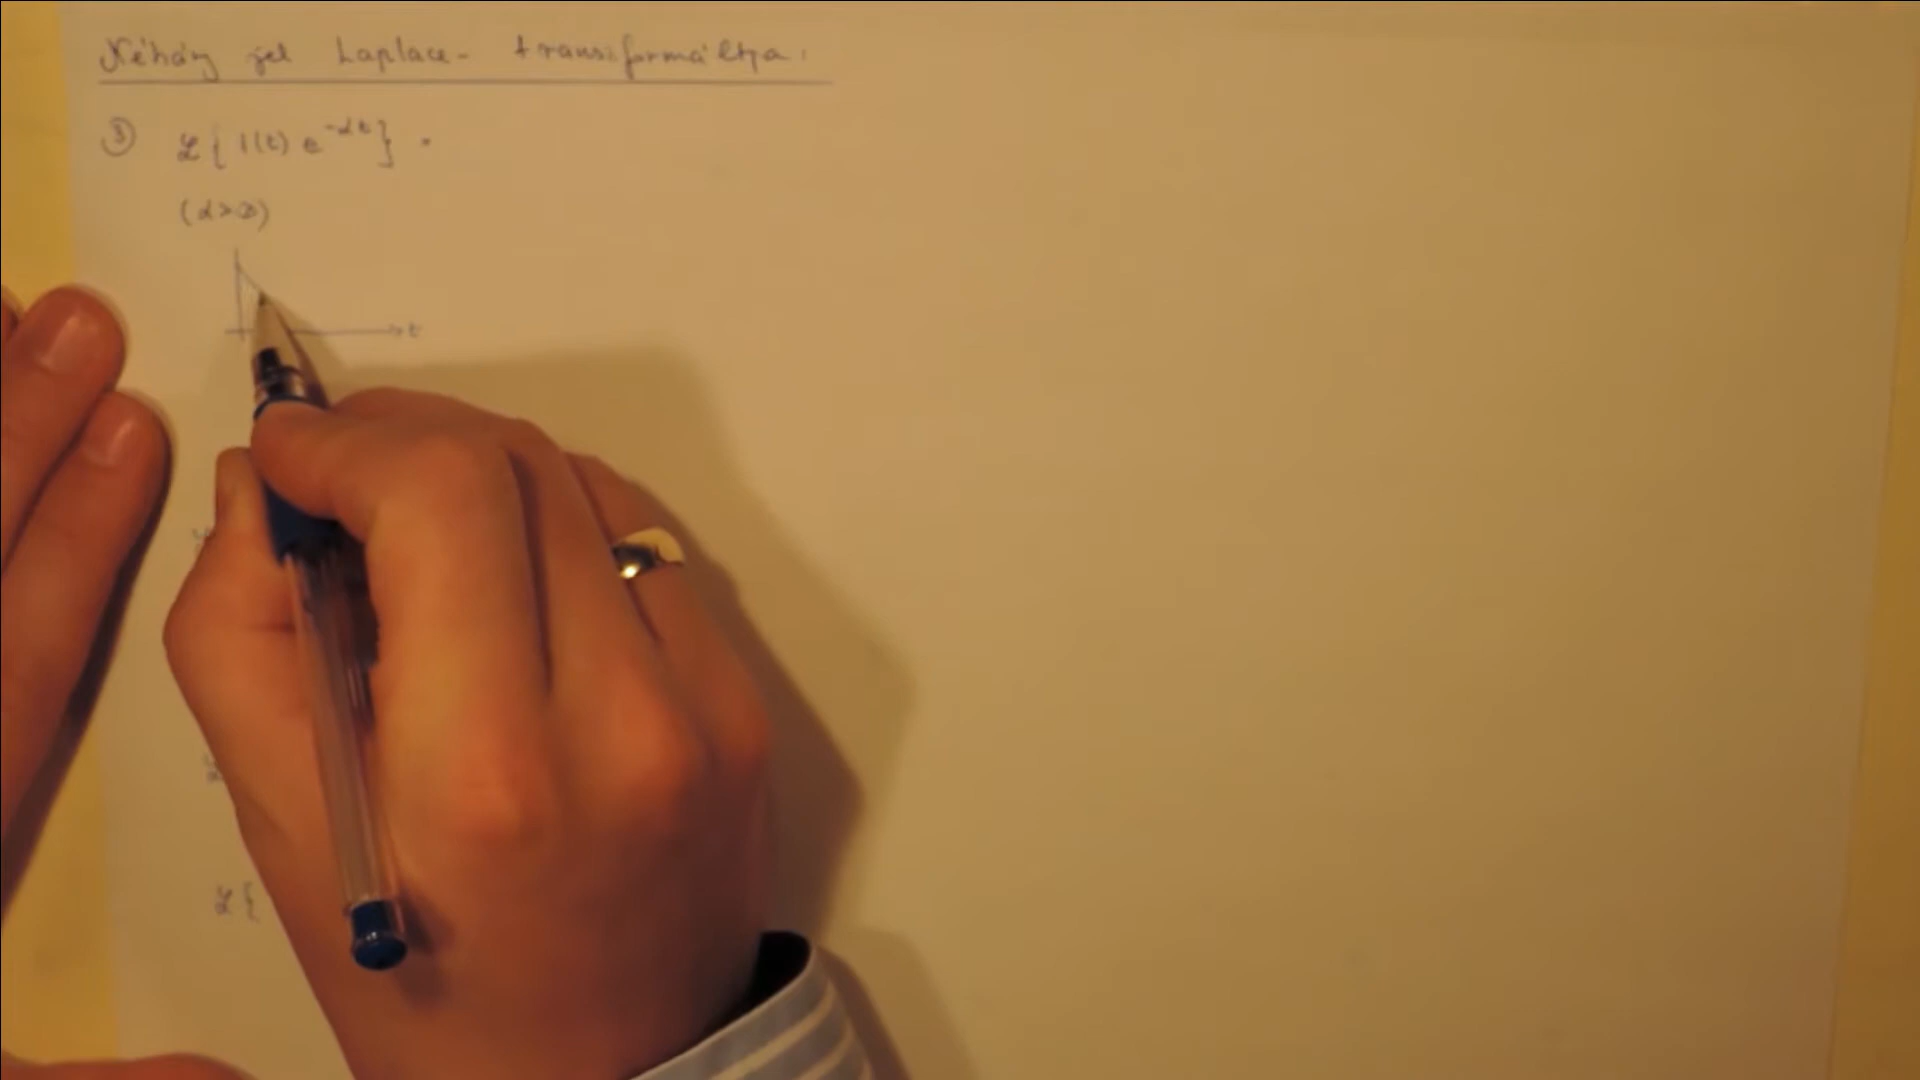 Néhány jel Laplace-transzformáltja:
③ ℒ{1(t) e^{-αt}} =
(α>0)
t
ℒ{